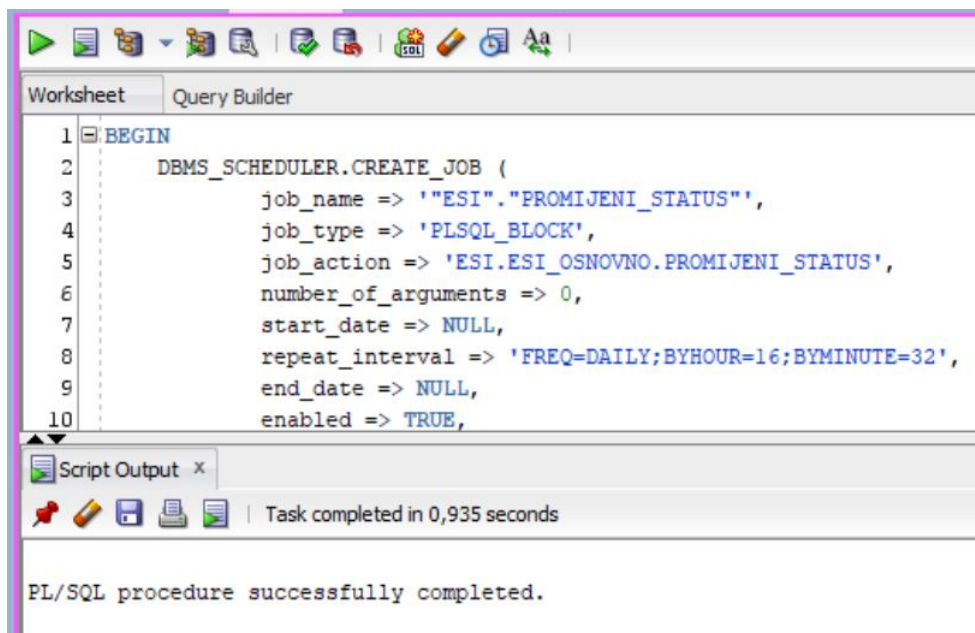 Worksheet Query Builder
1 BEGIN
2 DBMS_SCHEDULER.CREATE_JOB (
3 job_name => '"ESI"."PROMIJENI_STATUS"',
4 job_type => 'PLSQL_BLOCK',
5 job_action => 'ESI.ESI_OSNOVNO.PROMIJENI_STATUS',
6 number_of_arguments => 0,
7 start_date => NULL,
8 repeat_interval => 'FREQ=DAILY;BYHOUR=16;BYMINUTE=32',
9 end_date => NULL,
10 enabled => TRUE,
Script Output x
Task completed in 0,935 seconds
PL/SQL procedure successfully completed.